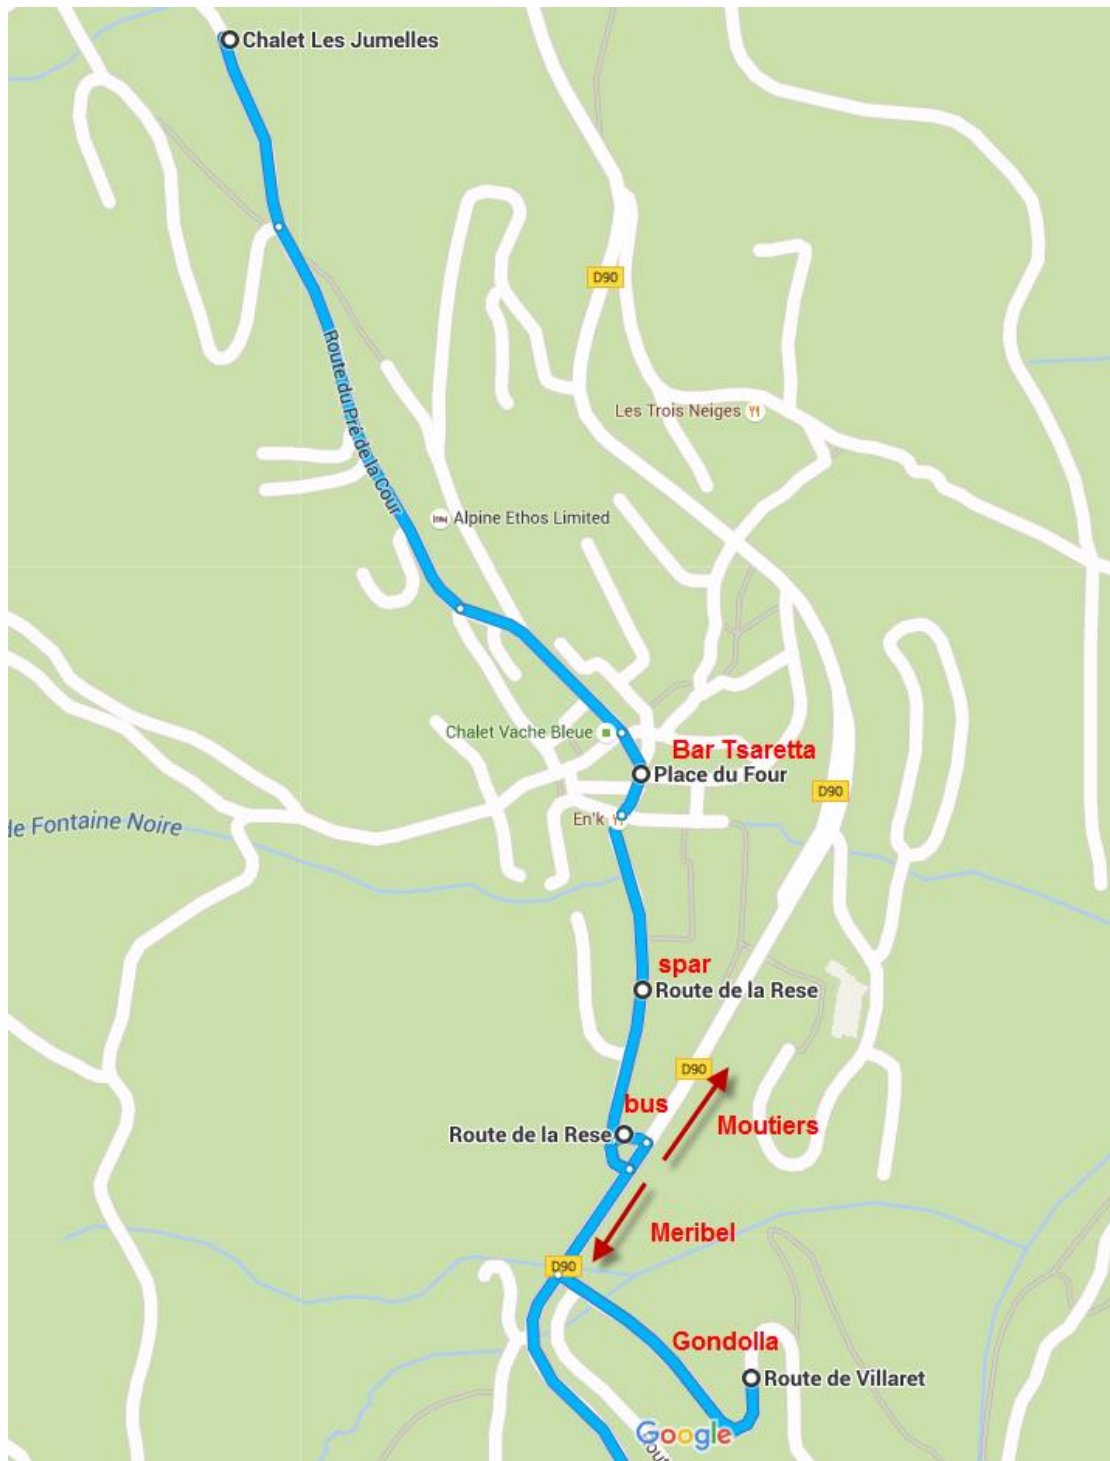 Chalet Les Jumelles
D90
Route du Pré de la Cour
Les Trois Neiges
Alpine Ethos Limited
Chalet Vache Bleue
Bar Tsaretta
Place du Four
D90
En'k
de Fontaine Noire
spar
Route de la Rese
D90
bus
Route de la Rese
Moutiers
Meribel
D90
Gondolla
Route de Villaret
Google